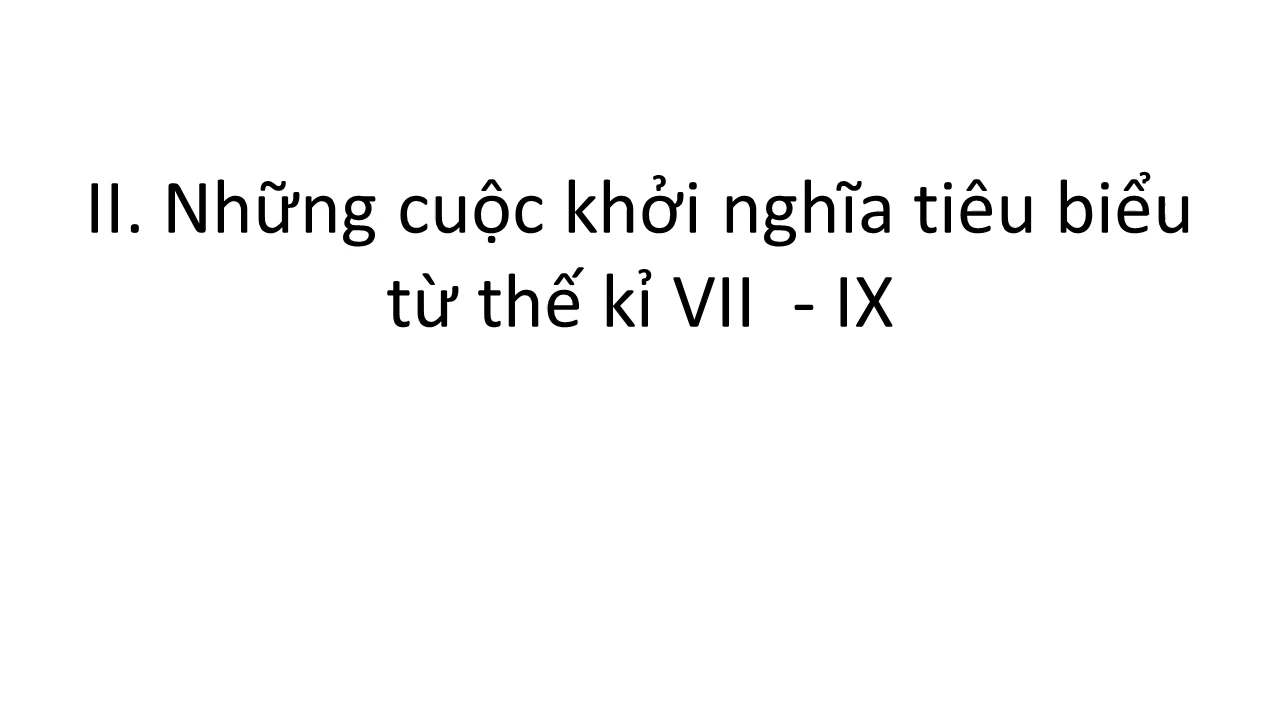 II. Những cuộc khởi nghĩa tiêu biểu
từ thế kỉ VII  - IX